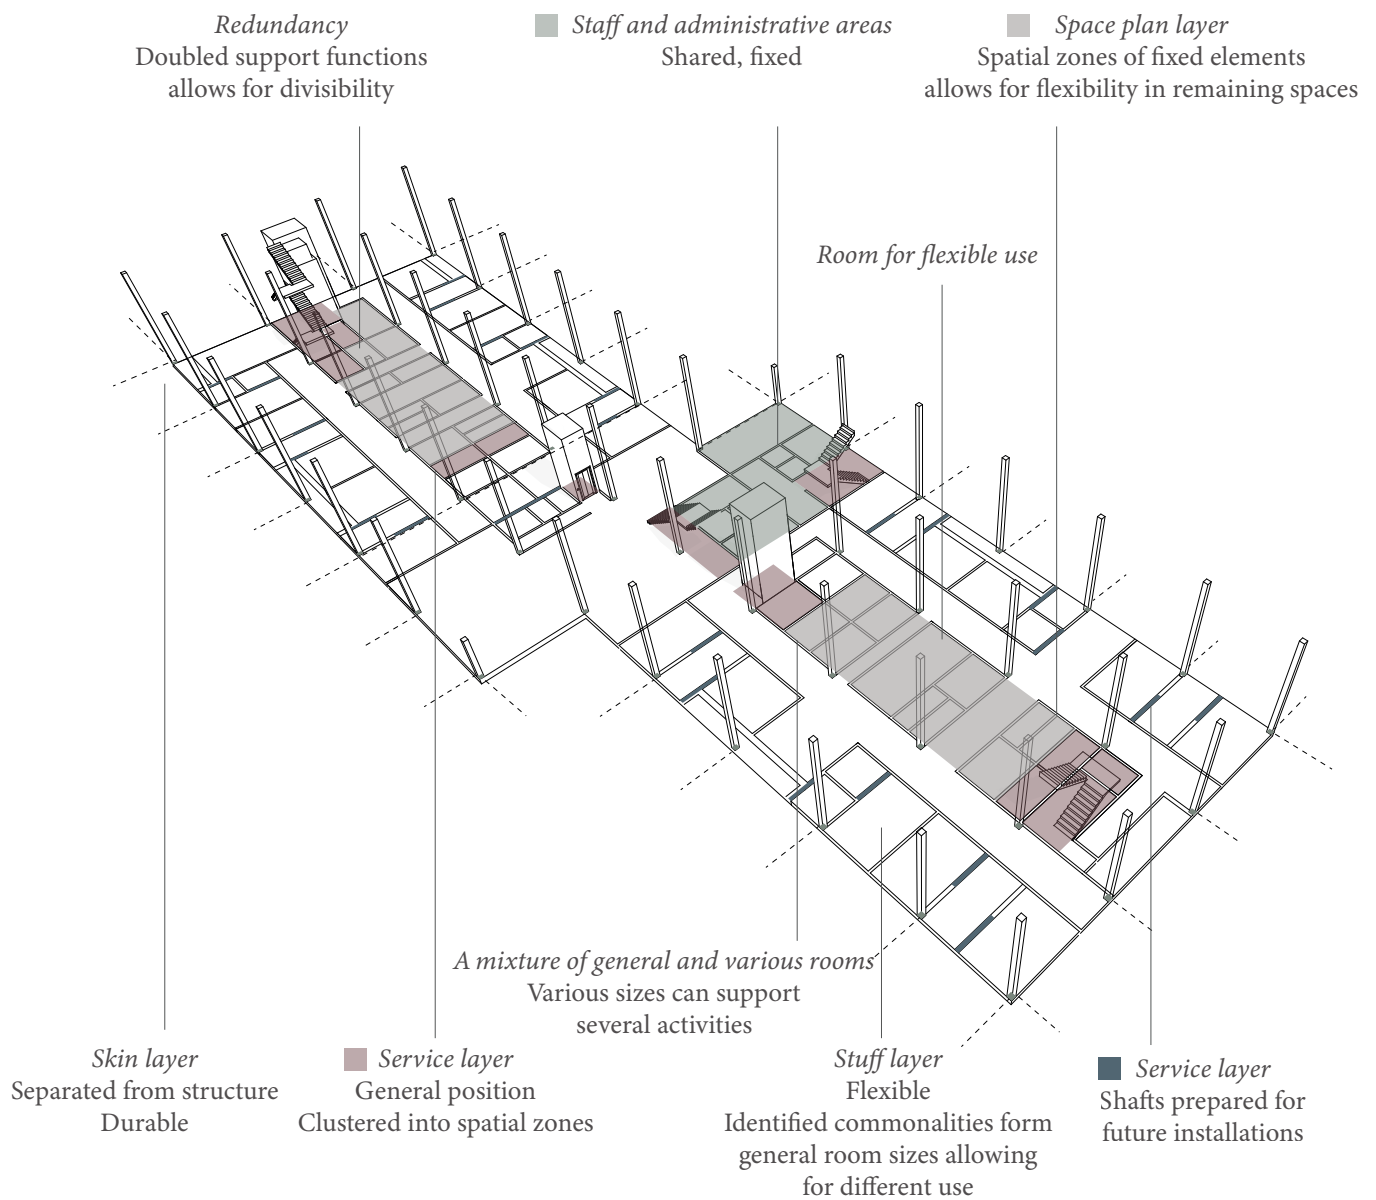 Redundancy
Doubled support functions
allows for divisibility
Staff and administrative areas
Shared, fixed
Space plan layer
Spatial zones of fixed elements
allows for flexibility in remaining spaces
Room for flexible use
A mixture of general and various rooms
Various sizes can support
several activities
Skin layer
Separated from structure
Durable
Service layer
General position
Clustered into spatial zones
Stuff layer
Flexible
Identified commonalities form
general room sizes allowing
for different use
Service layer
Shafts prepared for
future installations